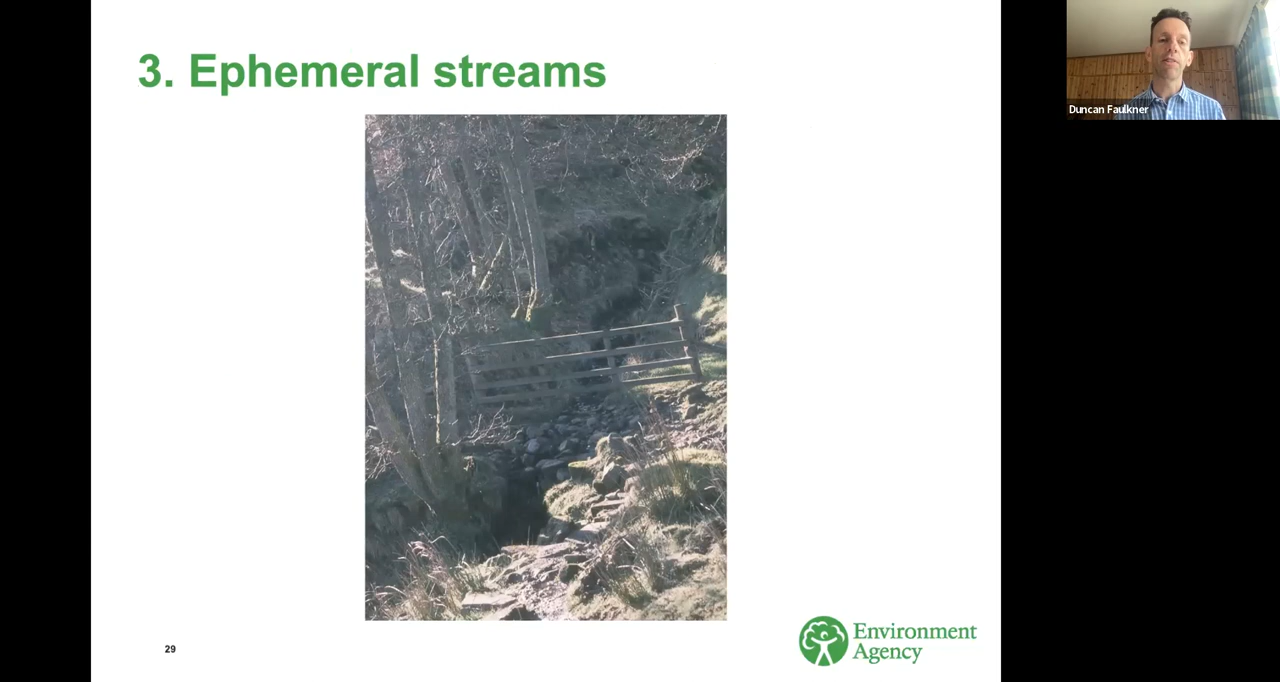 3. Ephemeral streams
Duncan Faulkner
29
Environment
Agency